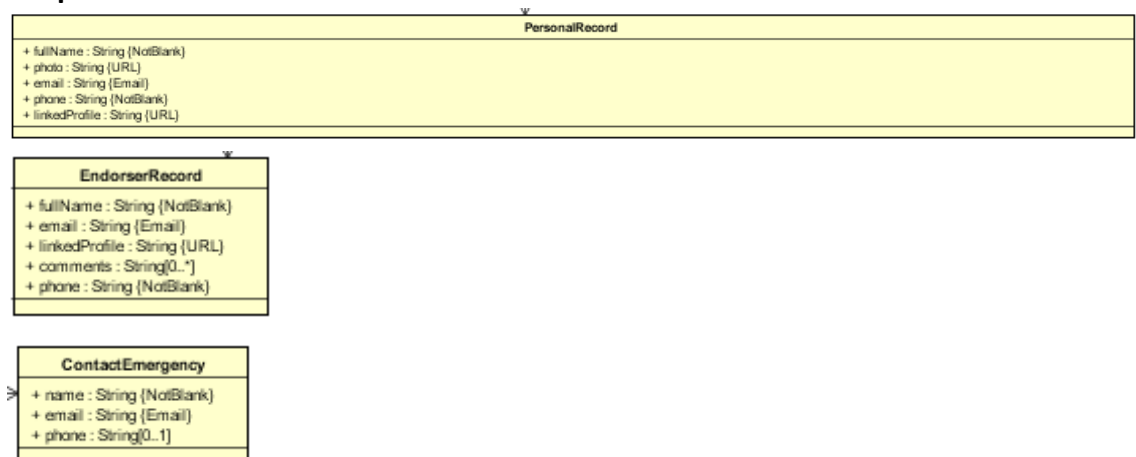 PersonalRecord
+ fullName : String {NotBlank}
+ photo : String {URL}
+ email : String {Email}
+ phone : String {NotBlank}
+ linkedProfile : String {URL}
EndorserRecord
+ fullName : String {NotBlank}
+ email : String {Email}
+ linkedProfile : String {URL}
+ comments : String[0..*]
+ phone : String {NotBlank}
ContactEmergency
+ name : String {NotBlank}
+ email : String {Email}
+ phone : String[0..1]